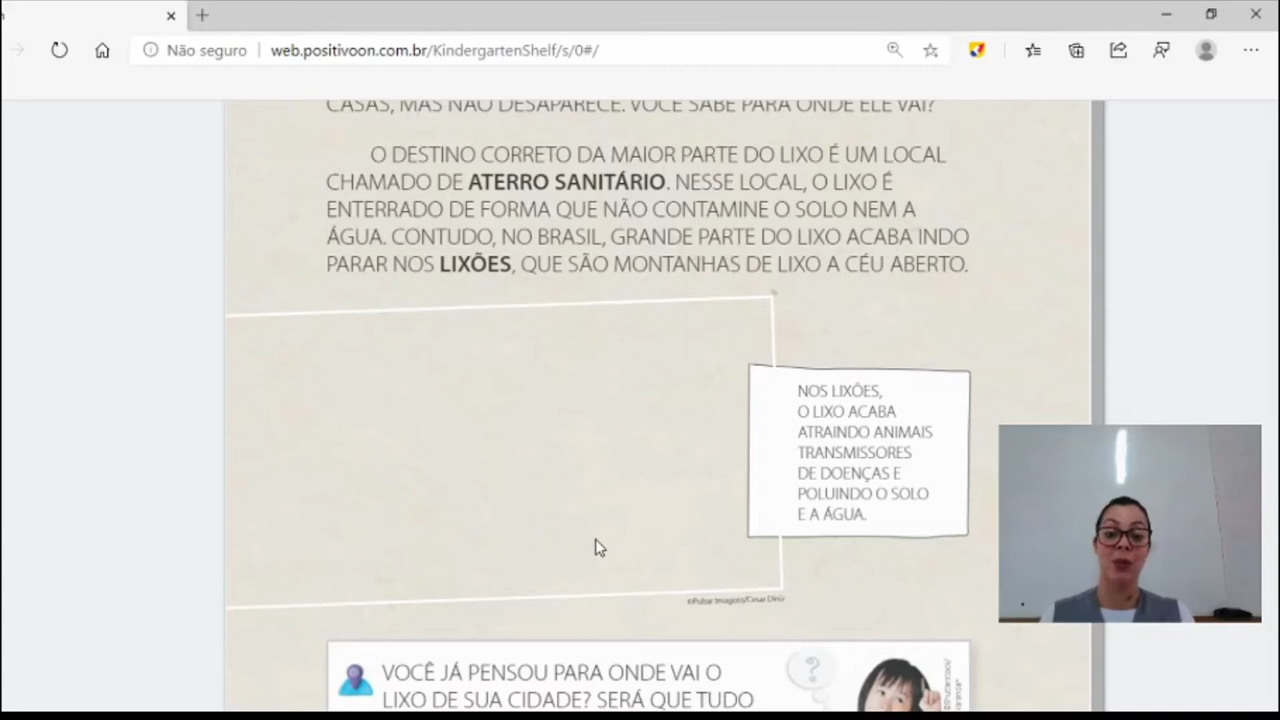 Não seguro
web.positivoon.com.br/KindergartenShelf/s/0#/
CASAS, MAS NÃO DESAPARECE. VOCÊ SABE PARA ONDE ELE VAI?
O DESTINO CORRETO DA MAIOR PARTE DO LIXO É UM LOCAL
CHAMADO DE ATERRO SANITÁRIO. NESSE LOCAL, O LIXO É
ENTERRADO DE FORMA QUE NÃO CONTAMINE O SOLO NEM A
ÁGUA. CONTUDO, NO BRASIL, GRANDE PARTE DO LIXO ACABA INDO
PARAR NOS LIXÕES, QUE SÃO MONTANHAS DE LIXO A CÉU ABERTO.
NOS LIXÕES,
O LIXO ACABA
ATRAINDO ANIMAIS
TRANSMISSORES
DE DOENÇAS E
POLUINDO O SOLO
E A ÁGUA.
©Pulsar Imagens/Cesar Diniz
VOCÊ JÁ PENSOU PARA ONDE VAI O
LIXO DE SUA CIDADE? SERÁ QUE TUDO
?